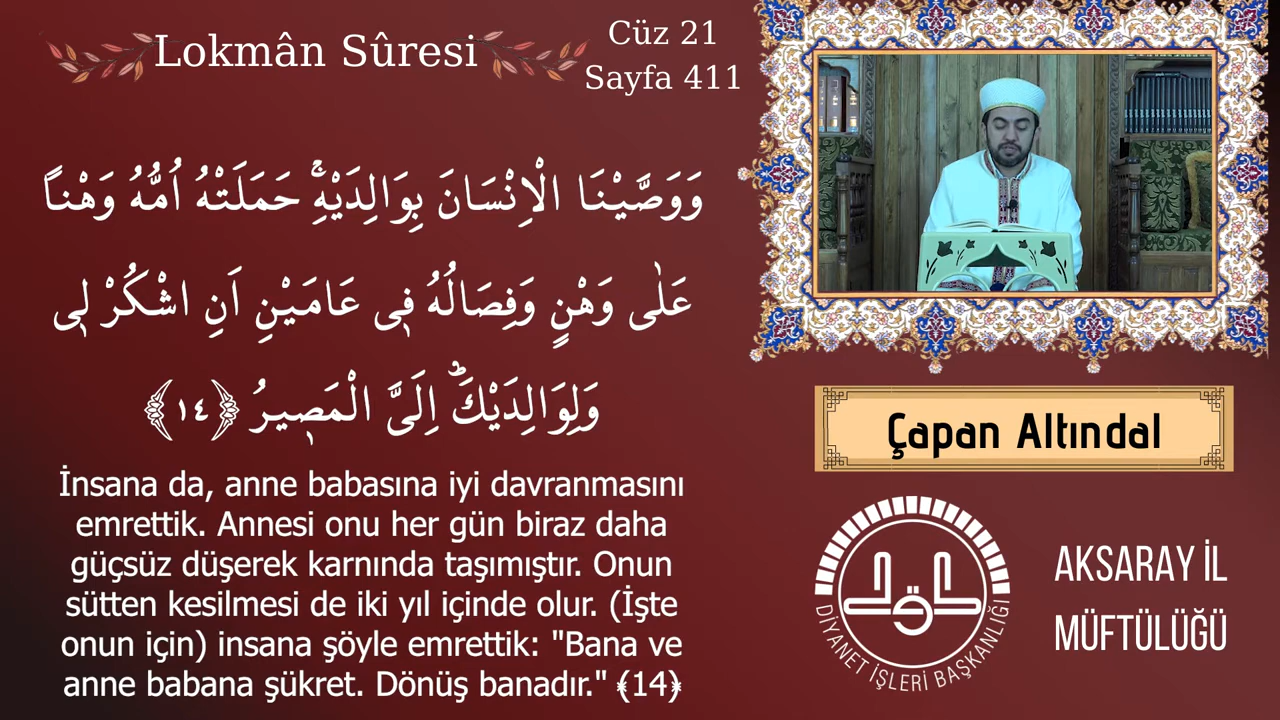 Lokmân Sûresi
Cüz 21
Sayfa 411
وَوَصَّيْنَا الْاِنْسَانَ بِوَالِدَيْهِۚ حَمَلَتْهُ اُمُّهُ وَهْناً
عَلٰى وَهْنٍ وَفِصَالُهُ ف۪ى عَامَيْنِ اَنِ اشْكُرْ ل۪ى
وَلِوَالِدَيْكَۜ اِلَىَّ الْمَص۪يرُ ﴿١٤﴾
İnsana da, anne babasına iyi davranmasını
emrettik. Annesi onu her gün biraz daha
güçsüz düşerek karnında taşımıştır. Onun
sütten kesilmesi de iki yıl içinde olur. (İşte
onun için) insana şöyle emrettik: "Bana ve
anne babana şükret. Dönüş banadır." ﴾14﴿
Çapan Altındal
DİYANET İŞLERİ BAŞKANLIĞI
AKSARAY İL
MÜFTÜLÜĞÜ